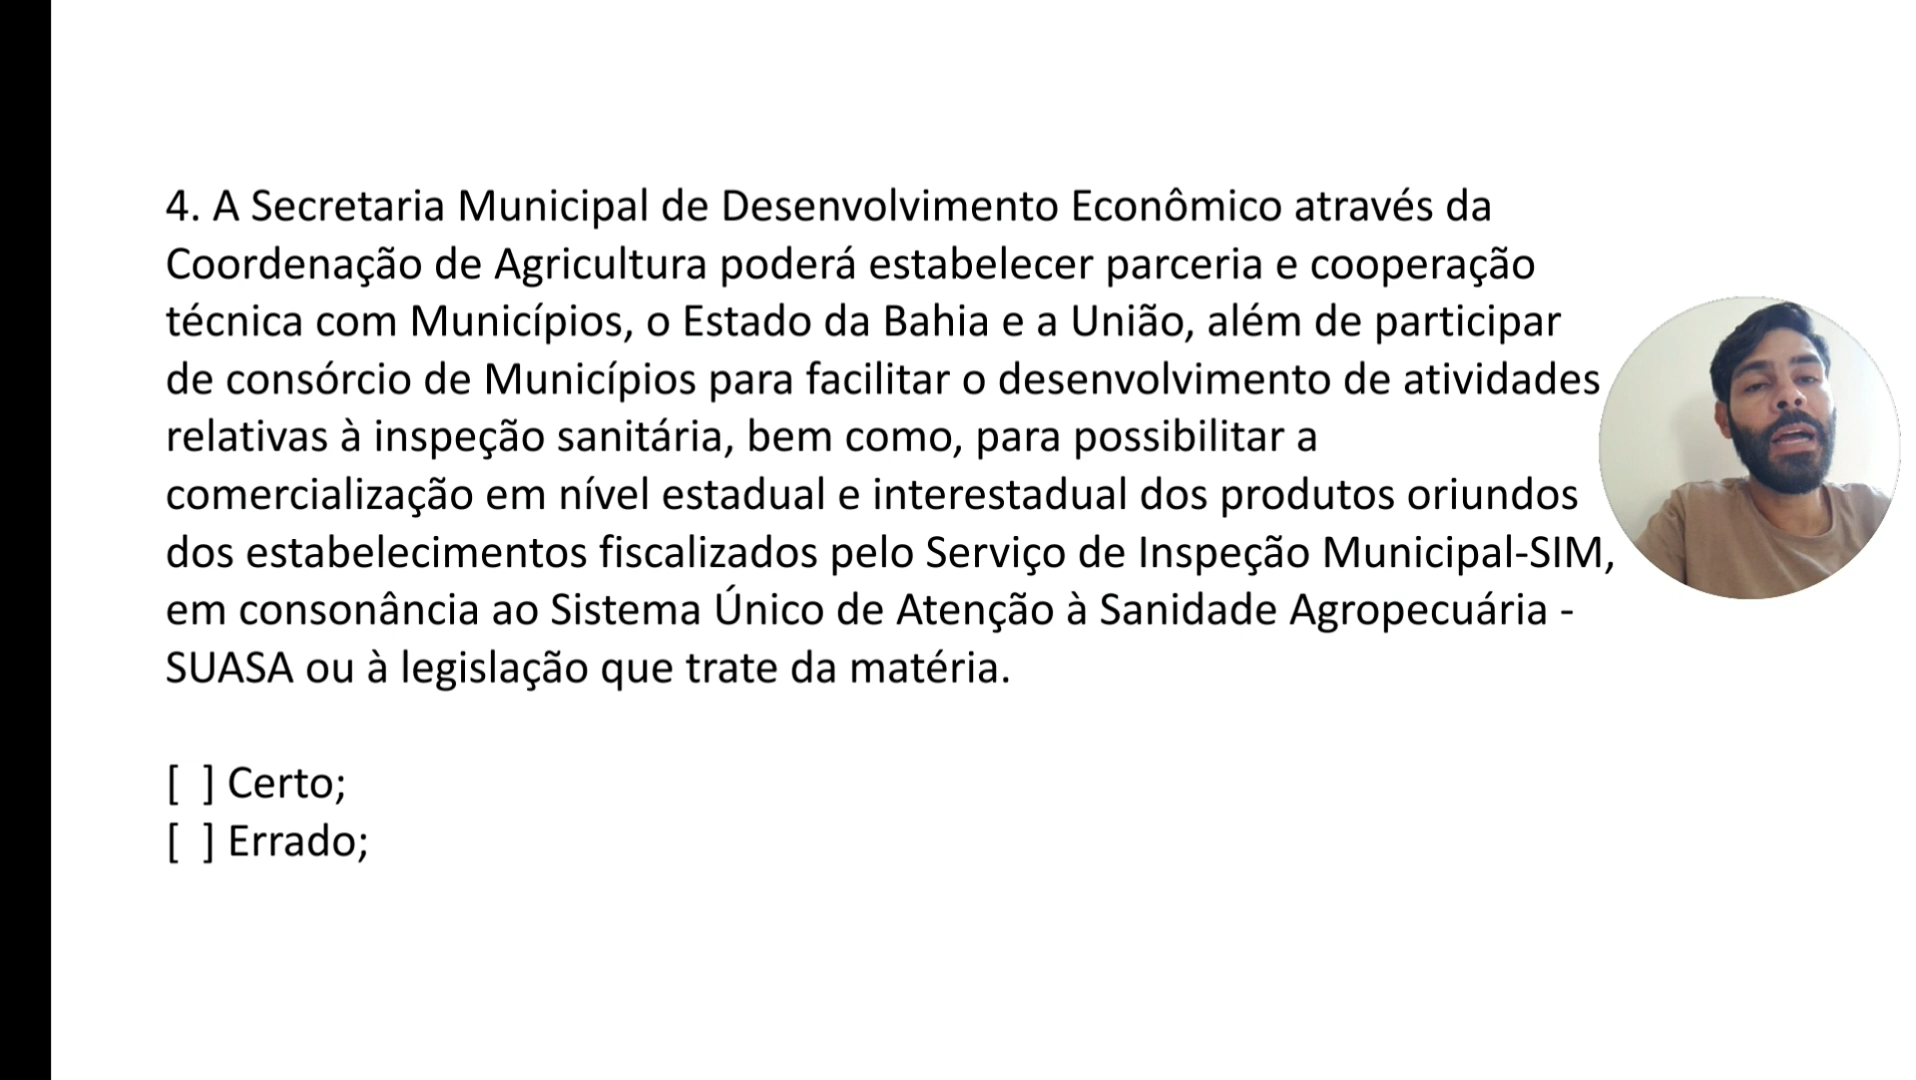 4. A Secretaria Municipal de Desenvolvimento Econômico através da
Coordenação de Agricultura poderá estabelecer parceria e cooperação
técnica com Municípios, o Estado da Bahia e a União, além de participar
de consórcio de Municípios para facilitar o desenvolvimento de atividades
relativas à inspeção sanitária, bem como, para possibilitar a
comercialização em nível estadual e interestadual dos produtos oriundos
dos estabelecimentos fiscalizados pelo Serviço de Inspeção Municipal-SIM,
em consonância ao Sistema Único de Atenção à Sanidade Agropecuária -
SUASA ou à legislação que trate da matéria.
[ ] Certo;
[ ] Errado;